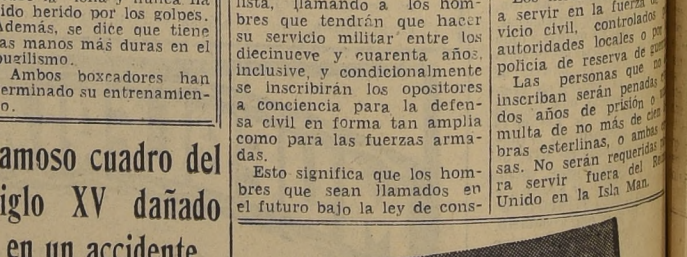 ido herido por los golpes.
Además, se dice que tiene
as manos más duras en el
pugilismo.
Ambos boxeadores han
erminado su entrenamien-
o.
amoso cuadro del
iglo XV dañado
en un accidente
lista, llamando a los hom-
bres que tendrán que hacer
su servicio militar entre los
diecinueve y cuarenta años,
inclusive, y condicionalmente
se inscribirán los opositores
a conciencia para la defen-
sa civil en forma tan amplia
como para las fuerzas arma-
das.
Esto significa que los hom-
bres que sean llamados en
el futuro bajo la ley de cons-
a servir en la fuerza
vicio civil, controlados
autoridades locales o por
policía de reserva de
Las personas que no
inscriban serán penadas
dos años de prisión o
multa de no más de cien
bras esterlinas, o ambas
sas. No serán requeridas
ra servir fuera del
Unido en la Isla Man.